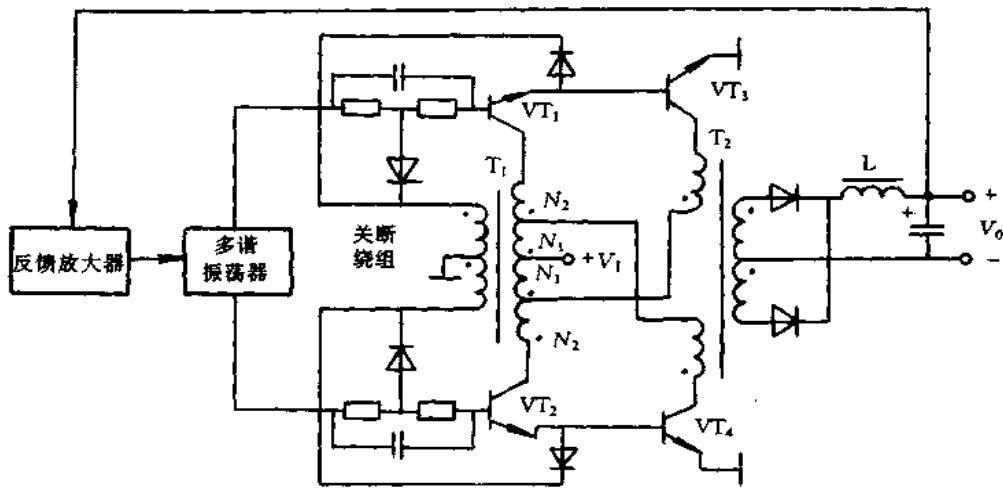 VT₁
VT₃
T₁
T₂
L
N₂
+
+
反馈放大器
多谐
振荡器
关断
绕组
N₁
+V₁
N₁
V₀
−
N₂
VT₂
VT₄